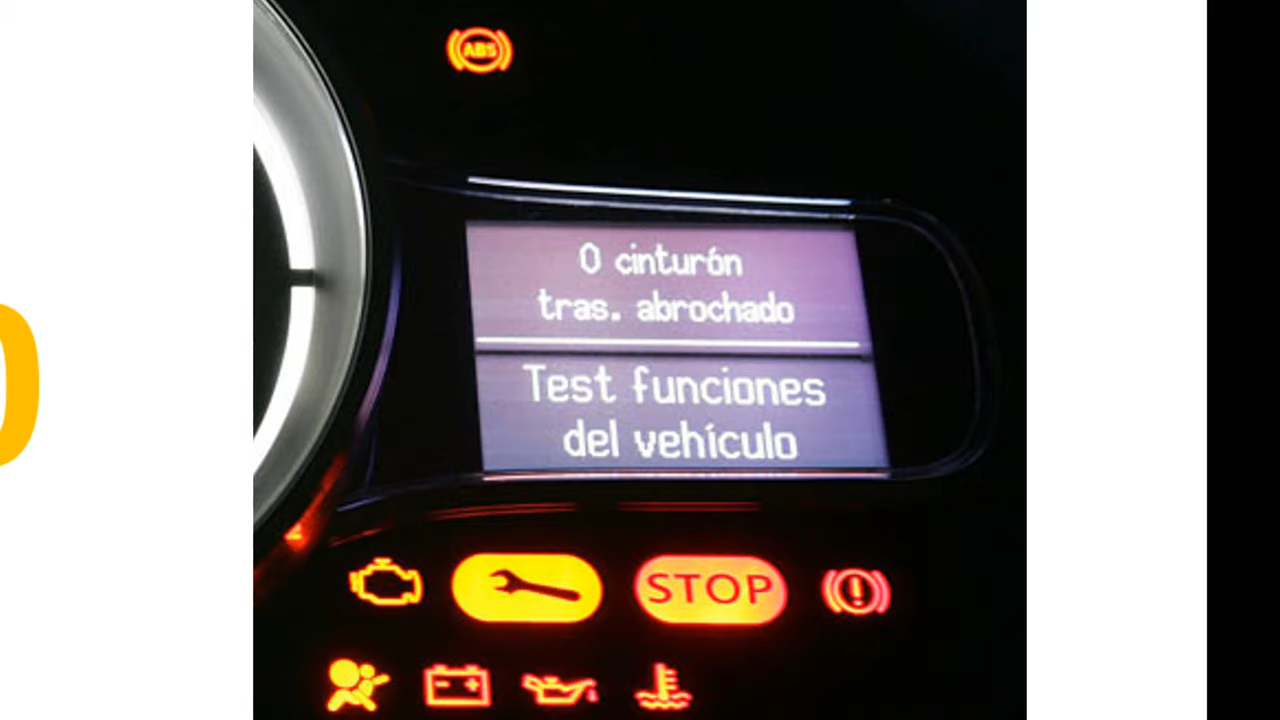 ABS
0 cinturón
tras. abrochado
Test funciones
del vehículo
STOP